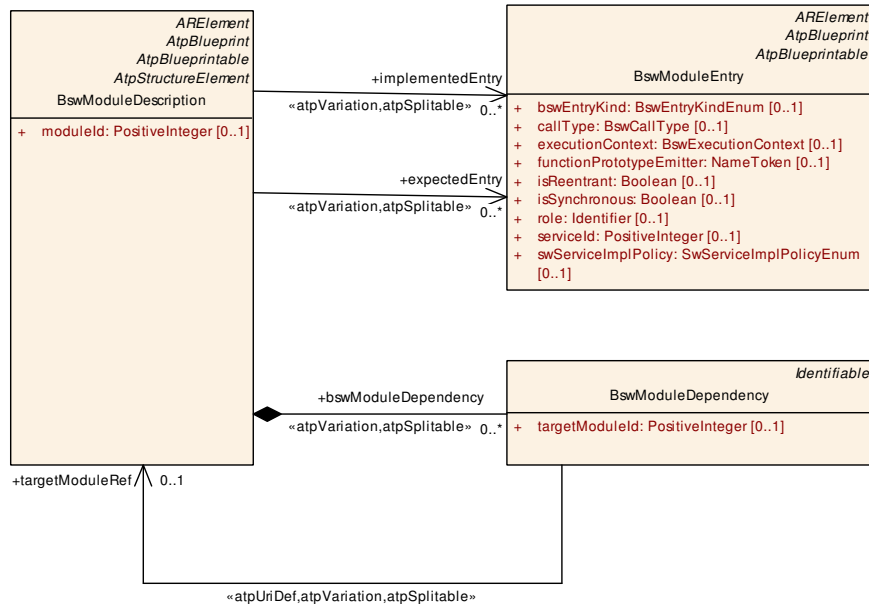 ARElement
AtpBlueprint
AtpBlueprintable
AtpStructureElement
BswModuleDescription
+ moduleId: PositiveInteger [0..1]
+implementedEntry
«atpVariation,atpSplitable» 0..*
+expectedEntry
«atpVariation,atpSplitable» 0..*
ARElement
AtpBlueprint
AtpBlueprintable
BswModuleEntry
+ bswEntryKind: BswEntryKindEnum [0..1]
+ callType: BswCallType [0..1]
+ executionContext: BswExecutionContext [0..1]
+ functionPrototypeEmitter: NameToken [0..1]
+ isReentrant: Boolean [0..1]
+ isSynchronous: Boolean [0..1]
+ role: Identifier [0..1]
+ serviceId: PositiveInteger [0..1]
+ swServiceImplPolicy: SwServiceImplPolicyEnum
[0..1]
+bswModuleDependency
«atpVariation,atpSplitable» 0..*
Identifiable
BswModuleDependency
+ targetModuleId: PositiveInteger [0..1]
+targetModuleRef 0..1
«atpUriDef,atpVariation,atpSplitable»